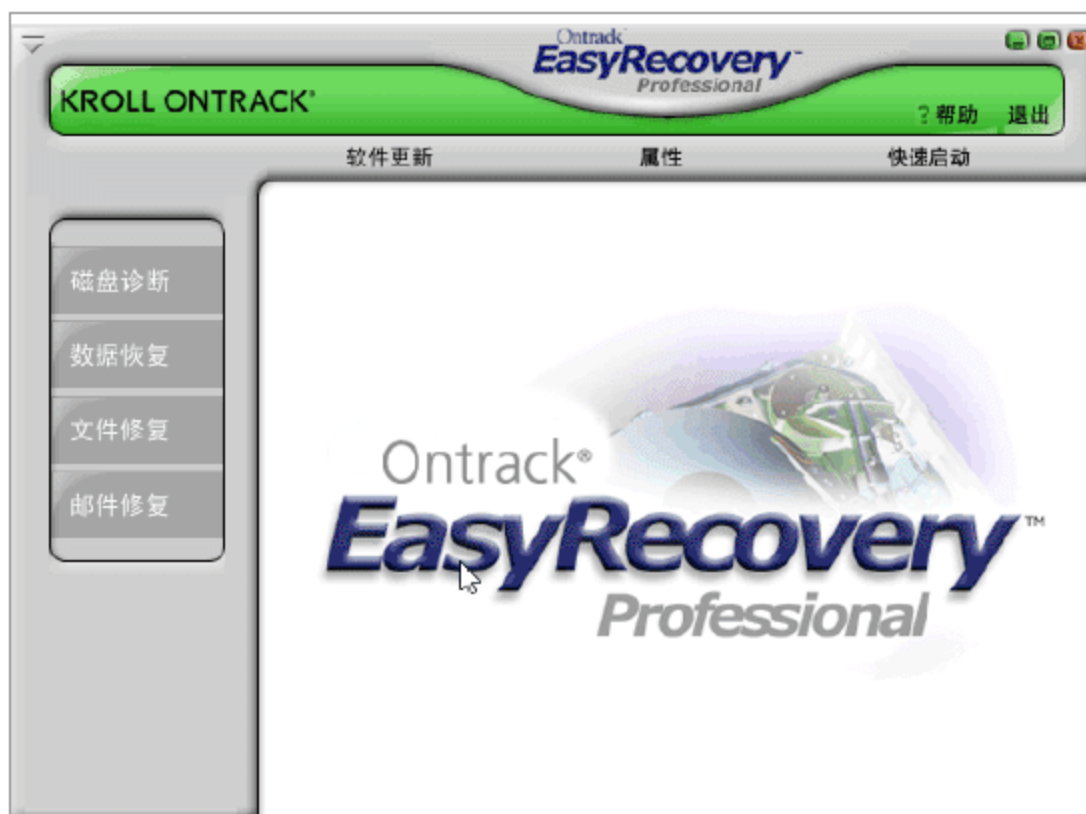 Ontrack
EasyRecovery™
Professional
KROLL ONTRACK®
?帮助 退出
软件更新 属性 快速启动
磁盘诊断
数据恢复
文件修复
邮件修复
Ontrack®
EasyRecovery™
Professional